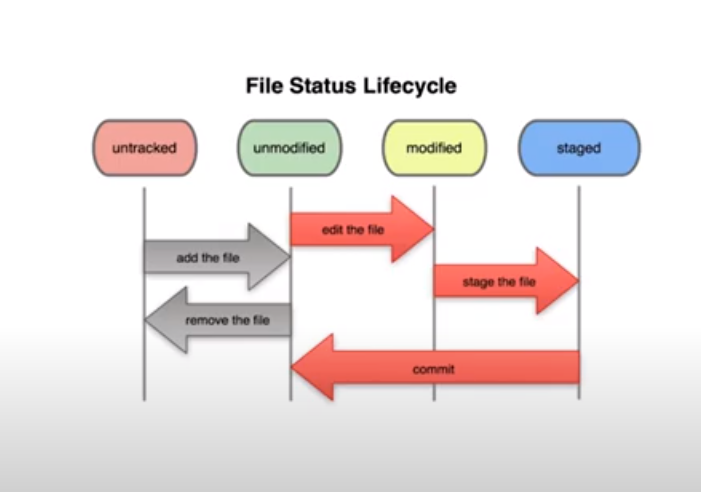 File Status Lifecycle
untracked
unmodified
modified
staged
edit the file
add the file
stage the file
remove the file
commit